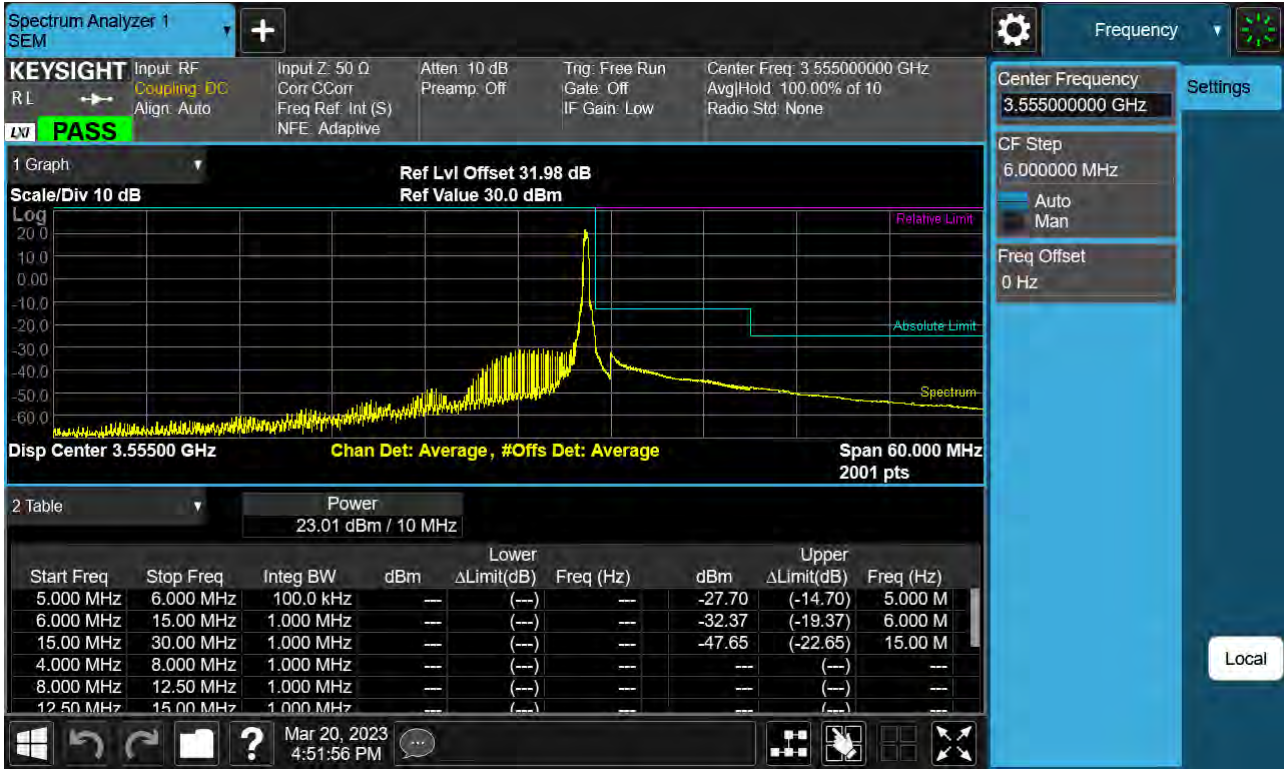 Spectrum Analyzer 1
SEM
+
Frequency
KEYSIGHT
RL
LXI
PASS
Input: RF
Coupling: DC
Align: Auto
Input Z: 50 Ω
Corr CCorr
Freq Ref: Int (S)
NFE: Adaptive
Atten: 10 dB
Preamp: Off
Trig: Free Run
Gate: Off
IF Gain: Low
Center Freq: 3.555000000 GHz
Avg|Hold: 100.00% of 10
Radio Std: None
Center Frequency
3.555000000 GHz
Settings
CF Step
6.000000 MHz
Auto
Man
Freq Offset
0 Hz
Local
1 Graph
Scale/Div 10 dB
Ref Lvl Offset 31.98 dB
Ref Value 30.0 dBm
Log
20.0
10.0
0.00
-10.0
-20.0
-30.0
-40.0
-50.0
-60.0
Relative Limit
Absolute Limit
Spectrum
Disp Center 3.55500 GHz
Chan Det: Average, #Offs Det: Average
Span 60.000 MHz
2001 pts
2 Table
Power
23.01 dBm / 10 MHz
Lower Upper
Start Freq Stop Freq Integ BW dBm ΔLimit(dB) Freq (Hz) dBm ΔLimit(dB) Freq (Hz)
5.000 MHz 6.000 MHz 100.0 kHz --- (---) --- -27.70 (-14.70) 5.000 M
6.000 MHz 15.00 MHz 1.000 MHz --- (---) --- -32.37 (-19.37) 6.000 M
15.00 MHz 30.00 MHz 1.000 MHz --- (---) --- -47.65 (-22.65) 15.00 M
4.000 MHz 8.000 MHz 1.000 MHz --- (---) --- --- (---) ---
8.000 MHz 12.50 MHz 1.000 MHz --- (---) --- --- (---) ---
12.50 MHz 15.00 MHz 1.000 MHz --- (---) --- --- (---) ---
?
Mar 20, 2023
4:51:56 PM